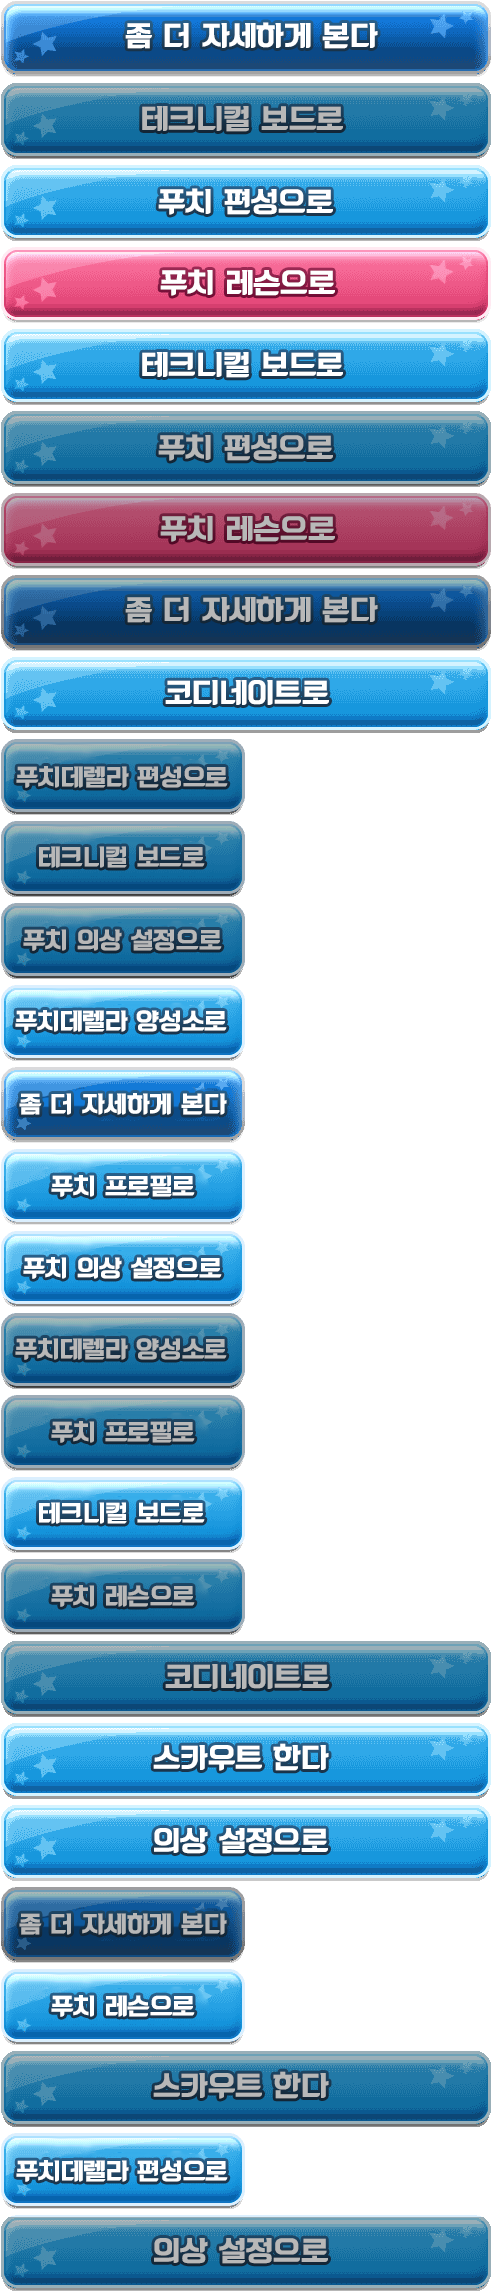 좀 더 자세하게 본다
테크니컬 보드로
푸치 편성으로
푸치 레슨으로
테크니컬 보드로
푸치 편성으로
푸치 레슨으로
좀 더 자세하게 본다
코디네이트로
푸치데렐라 편성으로
테크니컬 보드로
푸치 의상 설정으로
푸치데렐라 양성소로
좀 더 자세하게 본다
푸치 프로필로
푸치 의상 설정으로
푸치데렐라 양성소로
푸치 프로필로
테크니컬 보드로
푸치 레슨으로
코디네이트로
스카우트 한다
의상 설정으로
좀 더 자세하게 본다
푸치 레슨으로
스카우트 한다
푸치데렐라 편성으로
의상 설정으로